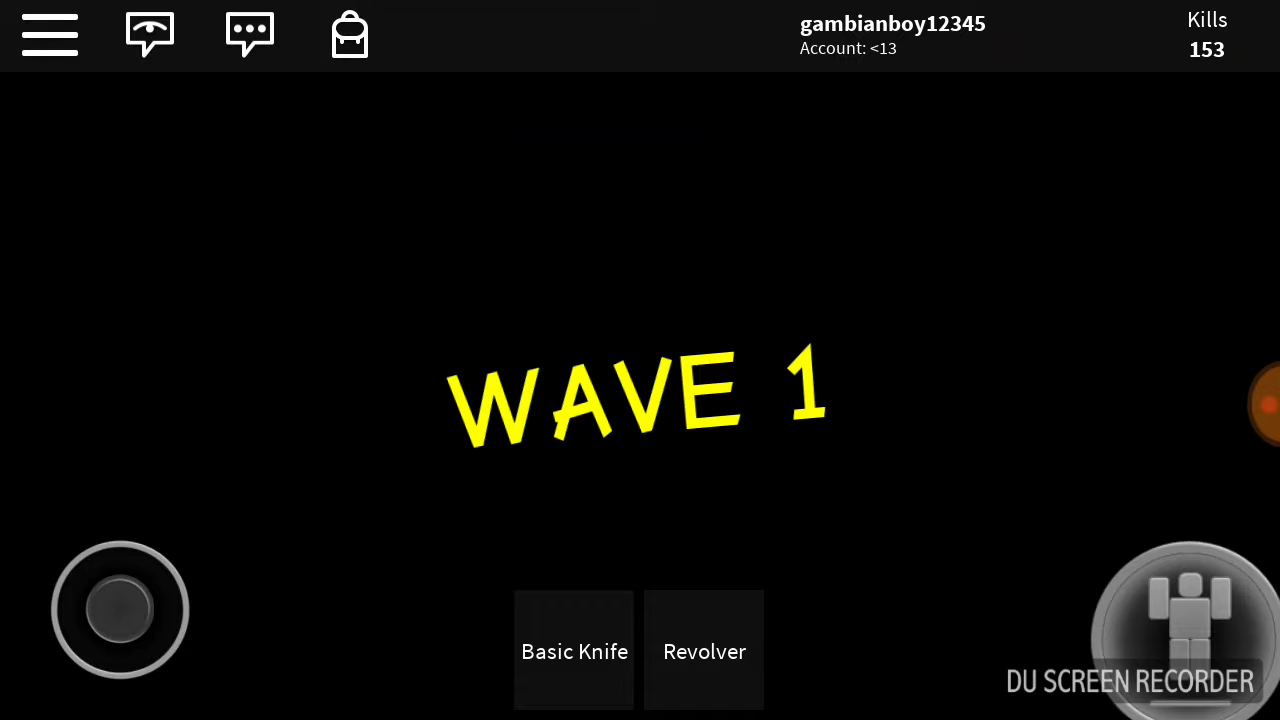 gambianboy12345
Account: <13
Kills
153
WAVE 1
Basic Knife
Revolver
DU SCREEN RECORDER